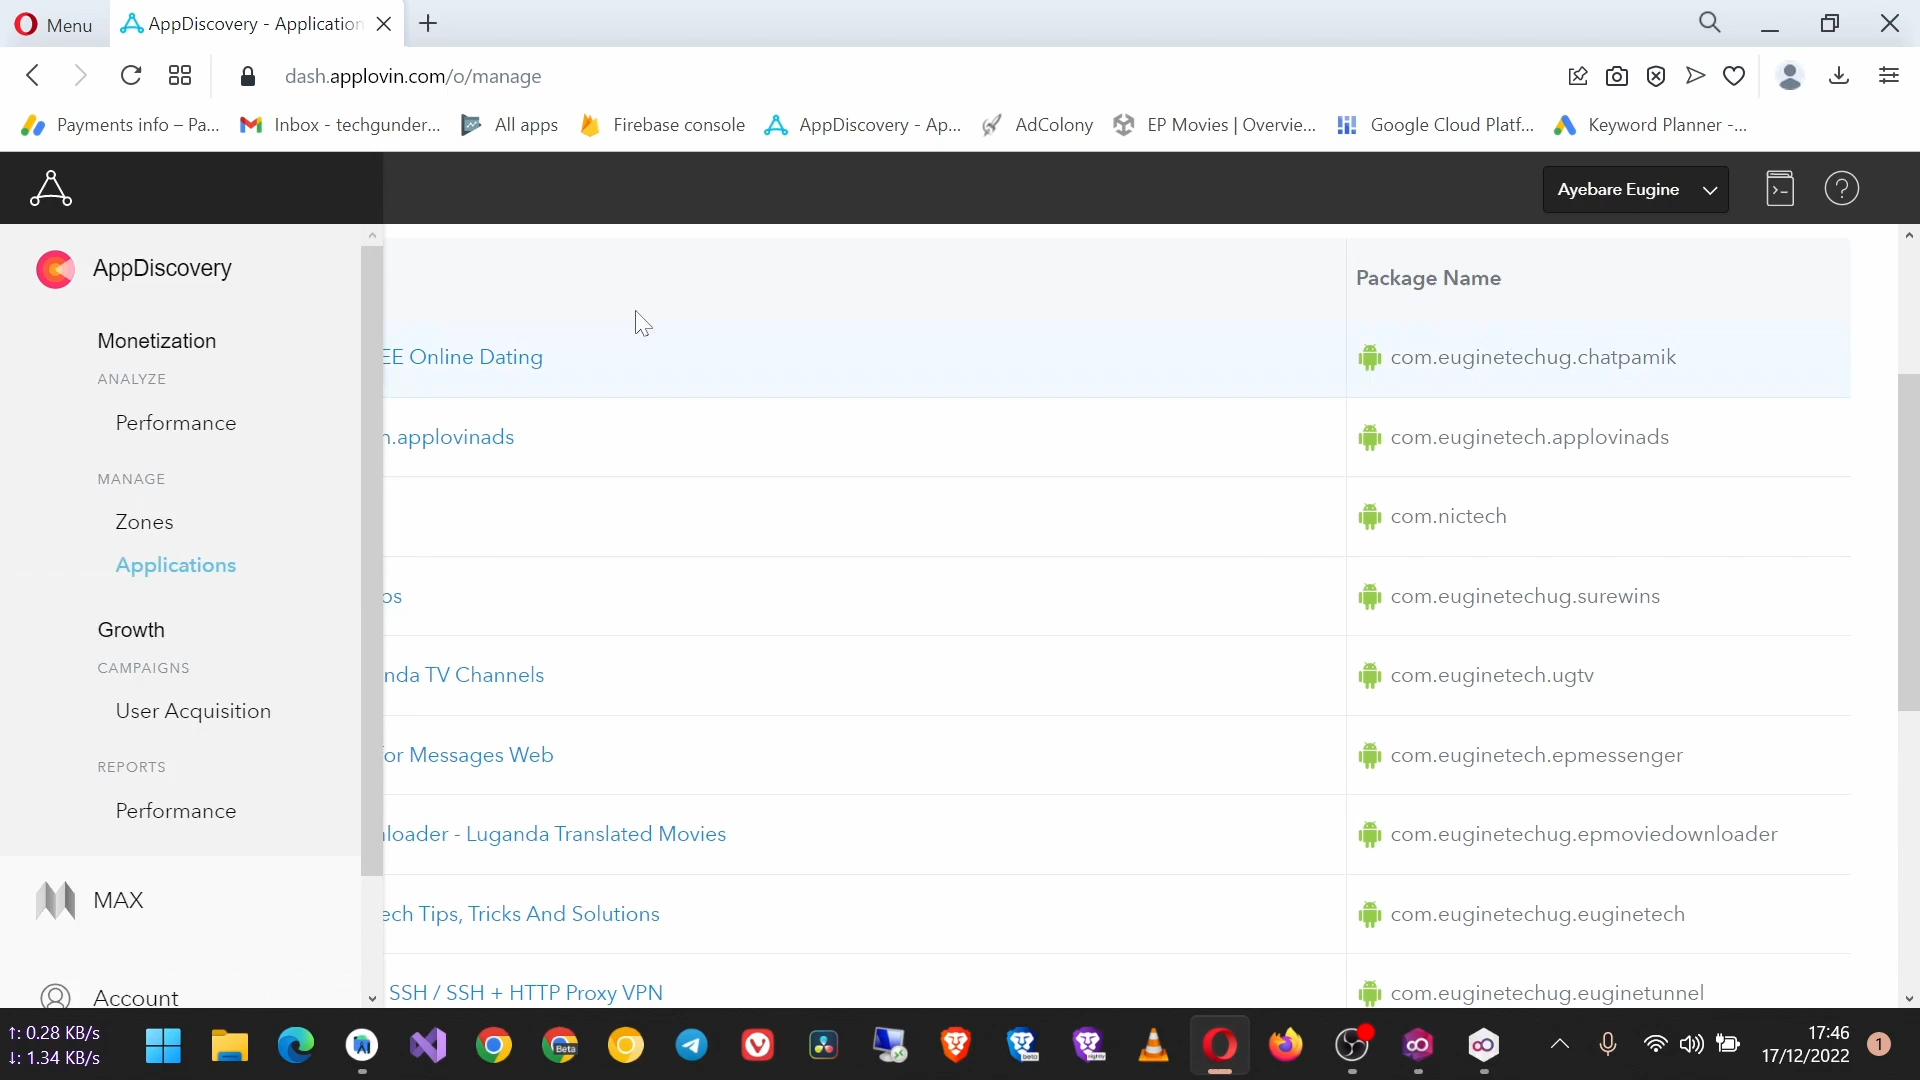 Menu
AppDiscovery - Application
dash.applovin.com/o/manage
Payments info – Pa...
Inbox - techgunder...
All apps
Firebase console
AppDiscovery - Ap...
AdColony
EP Movies | Overvie...
Google Cloud Platf...
Keyword Planner -...
Ayebare Eugine
AppDiscovery
Monetization
ANALYZE
Performance
MANAGE
Zones
Applications
Growth
CAMPAIGNS
User Acquisition
REPORTS
Performance
MAX
Account
Package Name
EE Online Dating
com.euginetechug.chatpamik
n.applovinads
com.euginetech.applovinads
com.nictech
os
com.euginetechug.surewins
nda TV Channels
com.euginetech.ugtv
for Messages Web
com.euginetech.epmessenger
loader - Luganda Translated Movies
com.euginetechug.epmoviedownloader
ech Tips, Tricks And Solutions
com.euginetechug.euginetech
SSH / SSH + HTTP Proxy VPN
com.euginetechug.euginetunnel
↑: 0.28 KB/s
↓: 1.34 KB/s
Beta
beta
nightly
17:46
17/12/2022
1